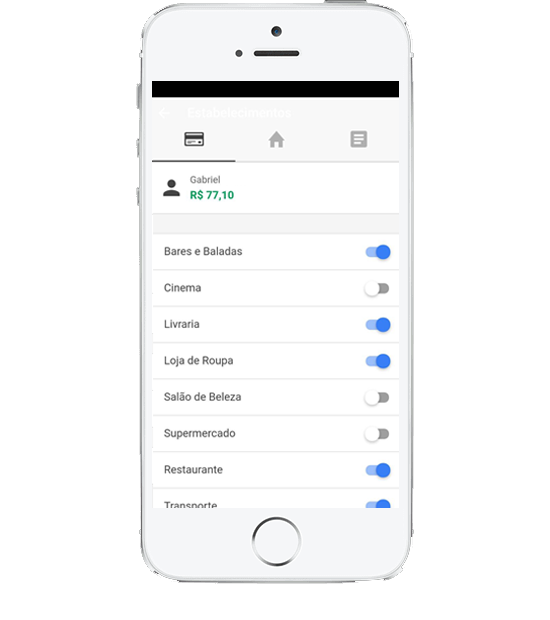 Estabelecimentos
Gabriel
R$ 77,10
Bares e Baladas
Cinema
Livraria
Loja de Roupa
Salão de Beleza
Supermercado
Restaurante
Transporte